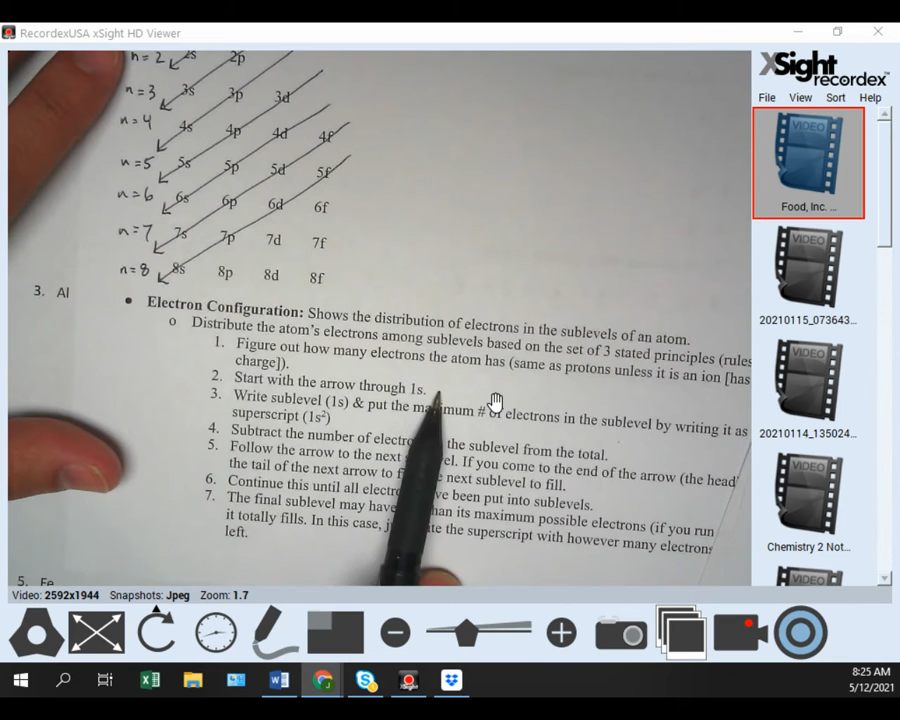 RecordexUSA xSight HD Viewer
XSight
recordex
File View Sort Help
n = 2 2s 2p
n = 3 3s 3p 3d
n = 4 4s 4p 4d 4f
n = 5 5s 5p 5d 5f
n = 6 6s 6p 6d 6f
n = 7 7s 7p 7d 7f
n = 8 8s 8p 8d 8f
3. Al
• Electron Configuration: Shows the distribution of electrons in the sublevels of an atom.
o Distribute the atom's electrons among sublevels based on the set of 3 stated principles (rules
1. Figure out how many electrons the atom has (same as protons unless it is an ion [has
charge]).
2. Start with the arrow through 1s.
3. Write sublevel (1s) & put the maximum # of electrons in the sublevel by writing it as
superscript (1s²)
4. Subtract the number of electro the sublevel from the total.
5. Follow the arrow to the next el. If you come to the end of the arrow (the head
the tail of the next arrow to f next sublevel to fill.
6. Continue this until all electr ve been put into sublevels.
7. The final sublevel may have han its maximum possible electrons (if you run
it totally fills. In this case, j te the superscript with however many electrons
left.
5. Fe
Food, Inc. ...
20210115_073643...
20210114_135024...
Chemistry 2 Not...
Video: 2592x1944 Snapshots: Jpeg Zoom: 1.7
8:25 AM
5/12/2021